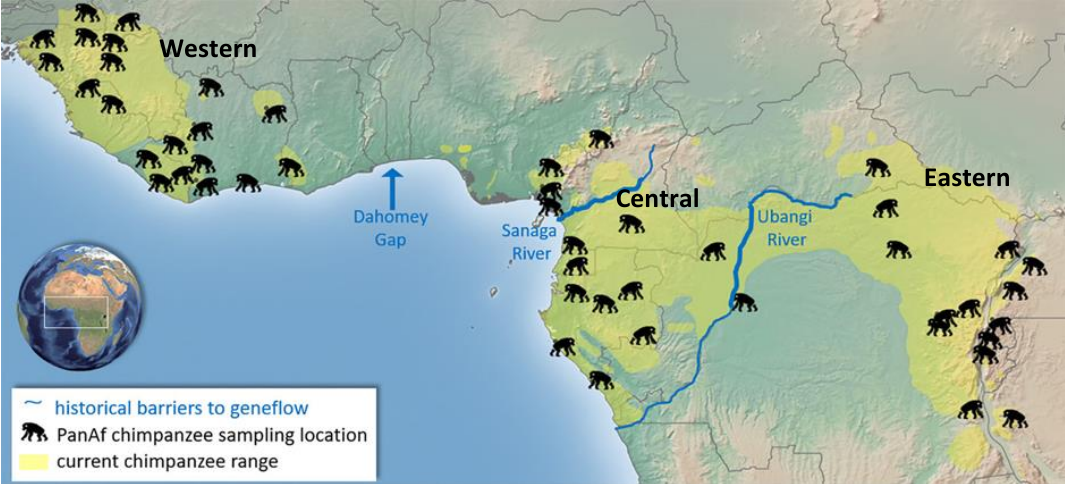 Western
Eastern
Central
Dahomey
Gap
Sanaga
River
Ubangi
River
historical barriers to geneflow
PanAf chimpanzee sampling location
current chimpanzee range